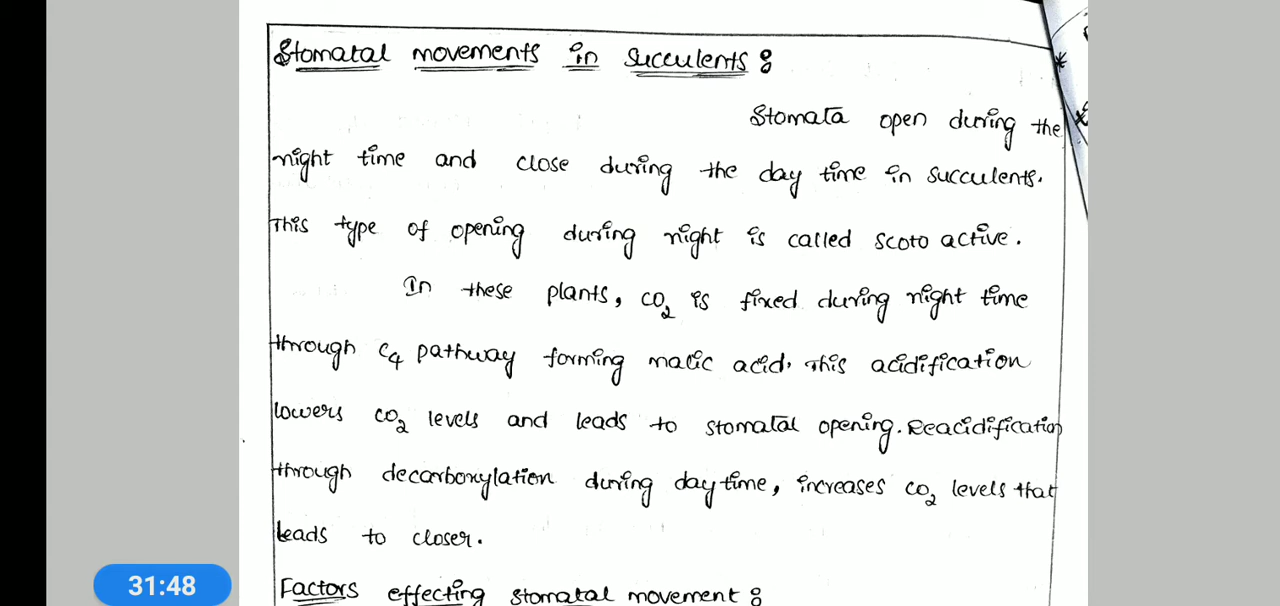 Stomatal movements in succulents :
Stomata open during the
night time and close during the day time in succulents.
This type of opening during night is called scoto active.
In these plants, CO2 is fixed during night time
through C4 pathway forming malic acid. This acidification
lowers CO2 levels and leads to stomatal opening. Reacidification
through decarboxylation during day time, increases CO2 levels that
leads to closer.
Factors effecting stomatal movement :
31:48